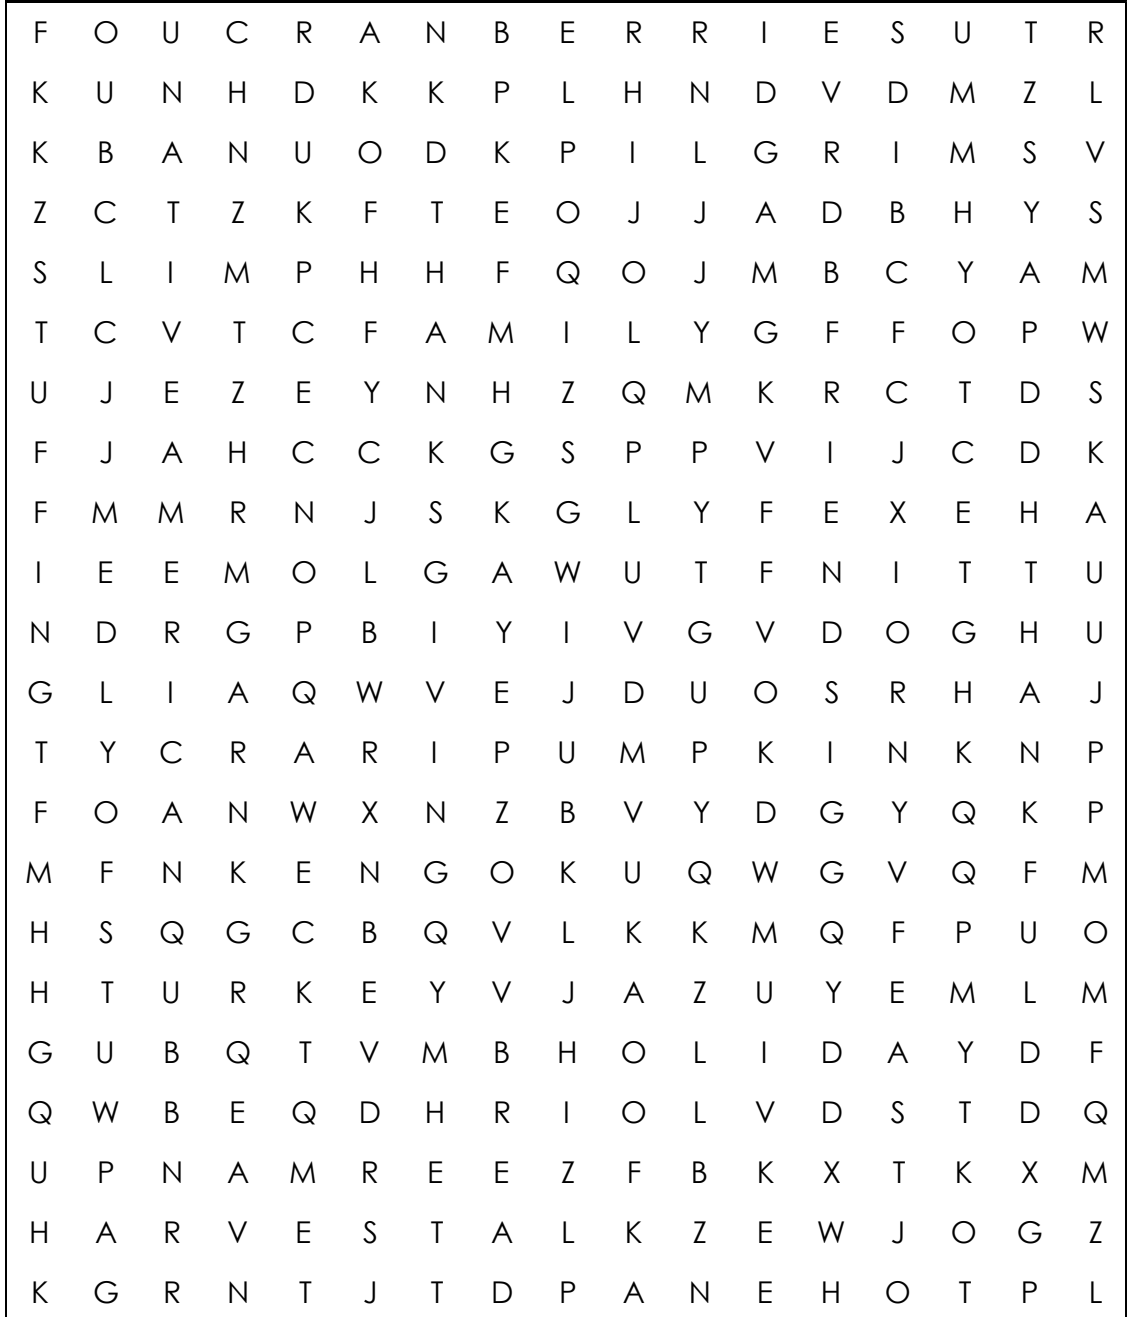 F O U C R A N B E R R I E S U T R
K U N H D K K P L H N D V D M Z L
K B A N U O D K P I L G R I M S V
Z C T Z K F T E O J J A D B H Y S
S L I M P H H F Q O J M B C Y A M
T C V T C F A M I L Y G F F O P W
U J E Z E Y N H Z Q M K R C T D S
F J A H C C K G S P P V I J C D K
F M M R N J S K G L Y F E X E H A
I E E M O L G A W U T F N I T T U
N D R G P B I Y I V G V D O G H U
G L I A Q W V E J D U O S R H A J
T Y C R A R I P U M P K I N K N P
F O A N W X N Z B V Y D G Y Q K P
M F N K E N G O K U Q W G V Q F M
H S Q G C B Q V L K K M Q F P U O
H T U R K E Y V J A Z U Y E M L M
G U B Q T V M B H O L I D A Y D F
Q W B E Q D H R I O L V D S T D Q
U P N A M R E E Z F B K X T K X M
H A R V E S T A L K Z E W J O G Z
K G R N T J T D P A N E H O T P L